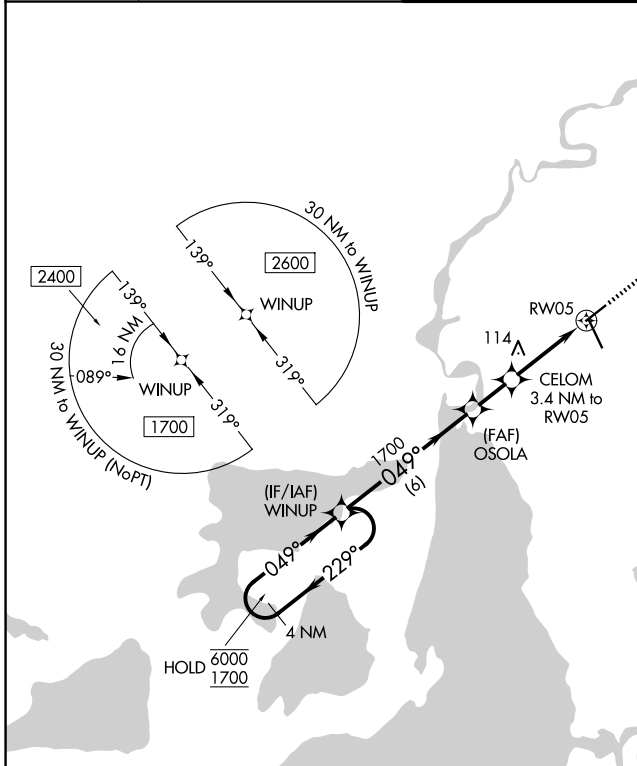 30 NM to WINUP
139°
2600
WINUP
319°
2400
139°
16 NM
089°
WINUP
30 NM to WINUP (NoPT)
1700
319°
RW05
114
CELOM
3.4 NM to
RW05
(FAF)
OSOLA
1700
049°
(6)
(IF/IAF)
WINUP
049°
229°
4 NM
HOLD
6000
1700